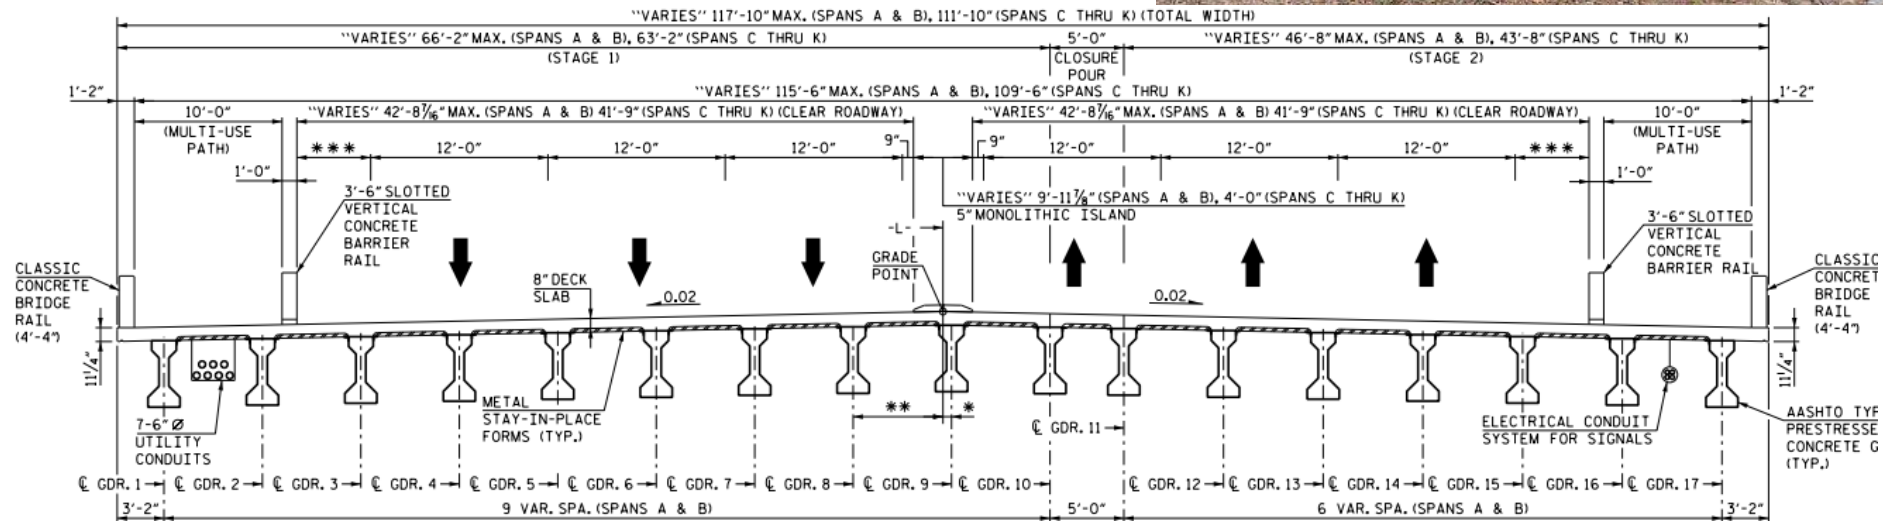 ‘‘VARIES’’ 117'-10" MAX. (SPANS A & B), 111'-10" (SPANS C THRU K) (TOTAL WIDTH)
‘‘VARIES’’ 66'-2" MAX. (SPANS A & B), 63'-2" (SPANS C THRU K)
5'-0"
‘‘VARIES’’ 46'-8" MAX. (SPANS A & B), 43'-8" (SPANS C THRU K)
(STAGE 1)
CLOSURE
POUR
(STAGE 2)
1'-2"
‘‘VARIES’’ 115'-6" MAX. (SPANS A & B), 109'-6" (SPANS C THRU K)
1'-2"
10'-0"
(MULTI-USE
PATH)
‘‘VARIES’’ 42'-8 7/16" MAX. (SPANS A & B) 41'-9" (SPANS C THRU K) (CLEAR ROADWAY)
‘‘VARIES’’ 42'-8 7/16" MAX. (SPANS A & B) 41'-9" (SPANS C THRU K) (CLEAR ROADWAY)
10'-0"
(MULTI-USE
PATH)
***
12'-0"
12'-0"
12'-0"
9"
9"
12'-0"
12'-0"
12'-0"
***
1'-0"
1'-0"
3'-6" SLOTTED
VERTICAL
CONCRETE
BARRIER
RAIL
‘‘VARIES’’ 9'-11 7/8" (SPANS A & B), 4'-0" (SPANS C THRU K)
5" MONOLITHIC ISLAND
-L-
3'-6" SLOTTED
VERTICAL
CONCRETE
BARRIER RAIL
CLASSIC
CONCRETE
BRIDGE
RAIL
(4'-4")
8" DECK
SLAB
0.02
GRADE
POINT
0.02
CLASSIC
CONCRET
BRIDGE
RAIL
(4'-4")
11 1/4"
11 1/4"
7-6" Ø
UTILITY
CONDUITS
METAL
STAY-IN-PLACE
FORMS (TYP.)
**
*
℄ GDR. 11
ELECTRICAL CONDUIT
SYSTEM FOR SIGNALS
AASHTO TYP
PRESTRESSE
CONCRETE G
(TYP.)
℄ GDR. 1
℄ GDR. 2
℄ GDR. 3
℄ GDR. 4
℄ GDR. 5
℄ GDR. 6
℄ GDR. 7
℄ GDR. 8
℄ GDR. 9
℄ GDR. 10
℄ GDR. 12
℄ GDR. 13
℄ GDR. 14
℄ GDR. 15
℄ GDR. 16
℄ GDR. 17
3'-2"
9 VAR. SPA. (SPANS A & B)
5'-0"
6 VAR. SPA. (SPANS A & B)
3'-2"